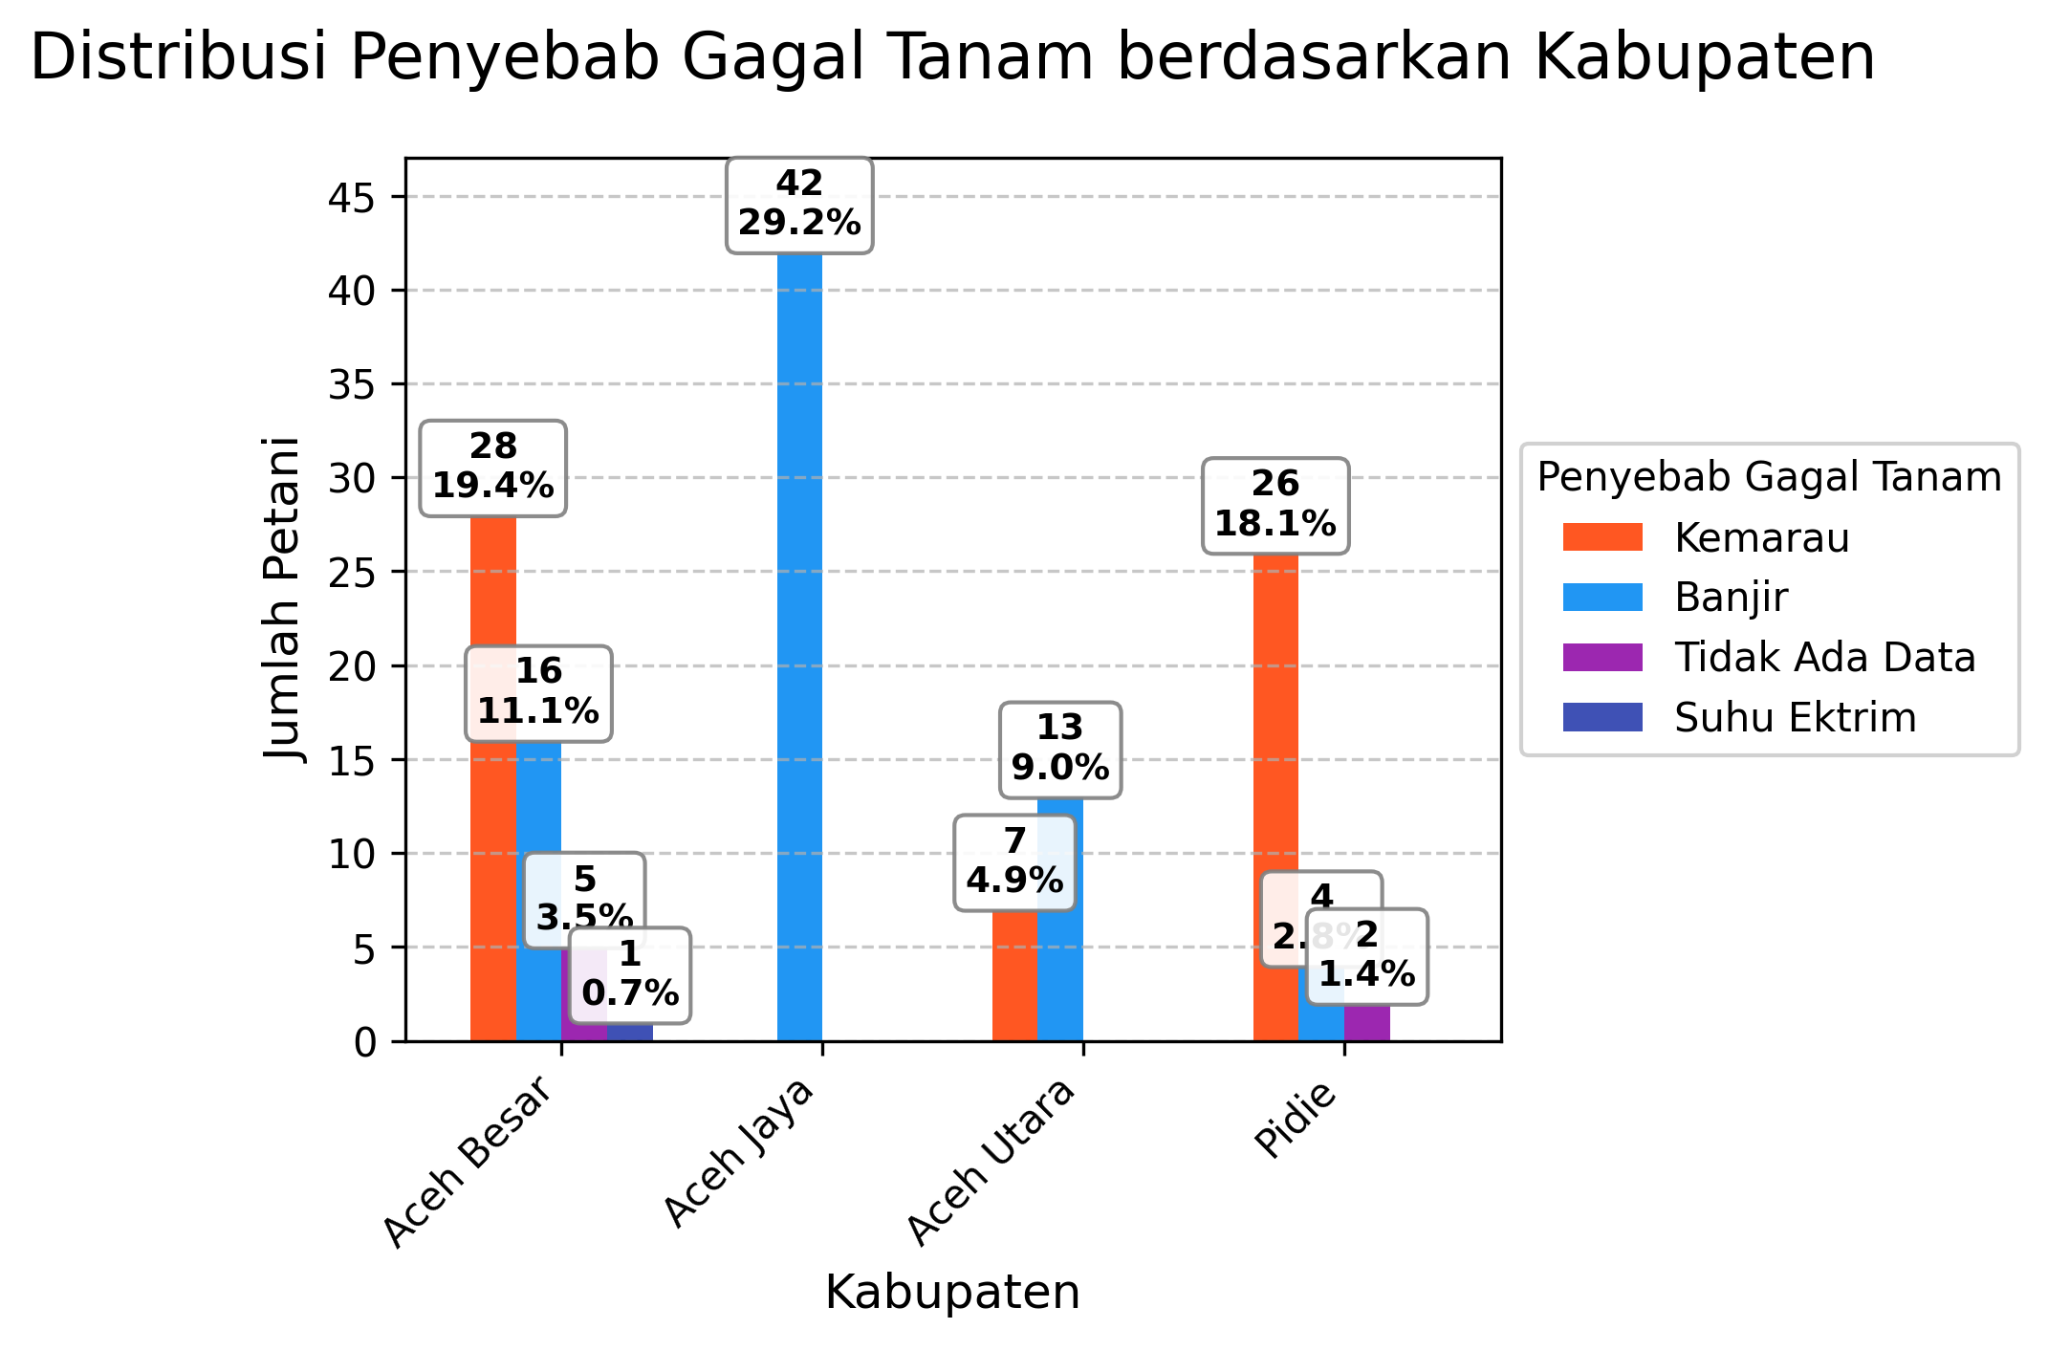 Distribusi Penyebab Gagal Tanam berdasarkan Kabupaten
Jumlah Petani
45
40
35
30
25
20
15
10
5
0
28
19.4%
16
11.1%
5
3.5%
1
0.7%
42
29.2%
7
4.9%
13
9.0%
26
18.1%
4
2.8%
2
1.4%
Aceh Besar
Aceh Jaya
Aceh Utara
Pidie
Kabupaten
Penyebab Gagal Tanam
Kemarau
Banjir
Tidak Ada Data
Suhu Ektrim